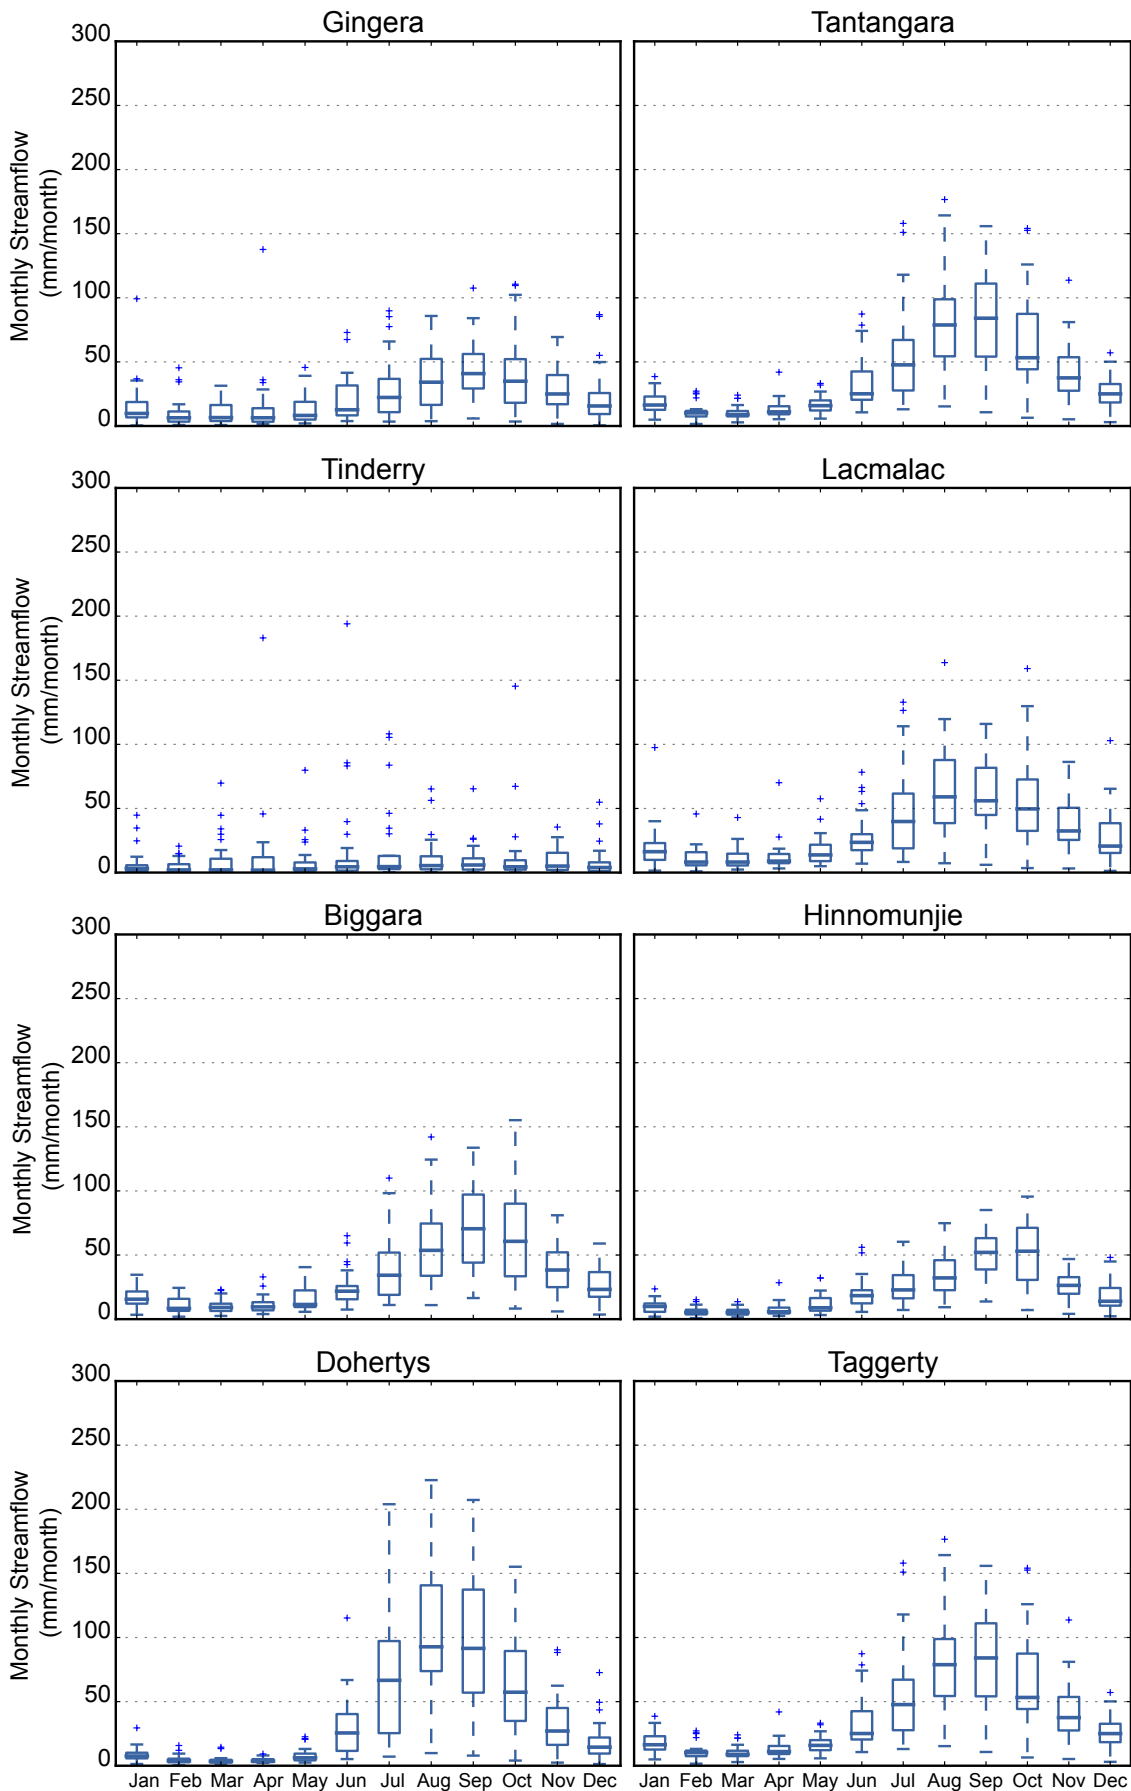 Gingera Tantangara
300
250
200
150
100
50
0
Monthly Streamflow
(mm/month)
Tinderry Lacmalac
300
250
200
150
100
50
0
Monthly Streamflow
(mm/month)
Biggara Hinnomunjie
300
250
200
150
100
50
0
Monthly Streamflow
(mm/month)
Dohertys Taggerty
300
250
200
150
100
50
0
Monthly Streamflow
(mm/month)
Jan Feb Mar Apr May Jun Jul Aug Sep Oct Nov Dec Jan Feb Mar Apr May Jun Jul Aug Sep Oct Nov Dec